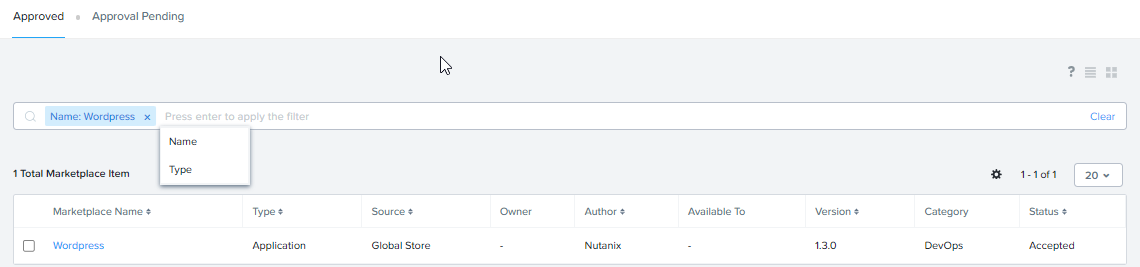 Approved Approval Pending
?
Name: Wordpress × Press enter to apply the filter Clear
Name
Type
1 Total Marketplace Item 1 - 1 of 1 20
Marketplace Name Type Source Owner Author Available To Version Category Status
Wordpress Application Global Store - Nutanix - 1.3.0 DevOps Accepted